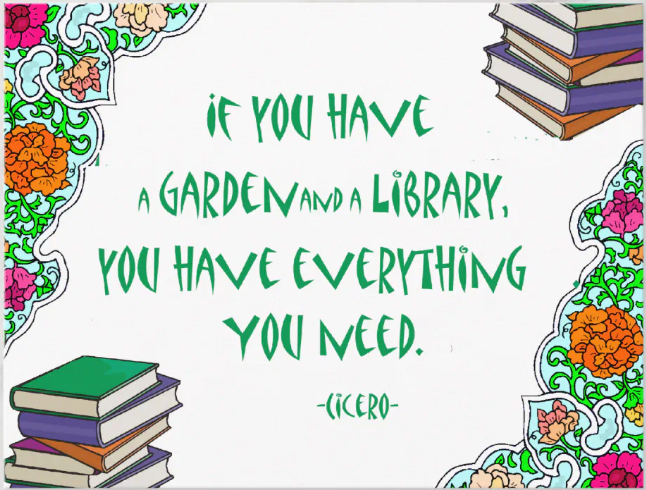 iF YOU HAVE
A GARDEN AND A LiBRARY,
YOU HAVE EVERYTHiNG
YOU NEED.
-CiCERO-